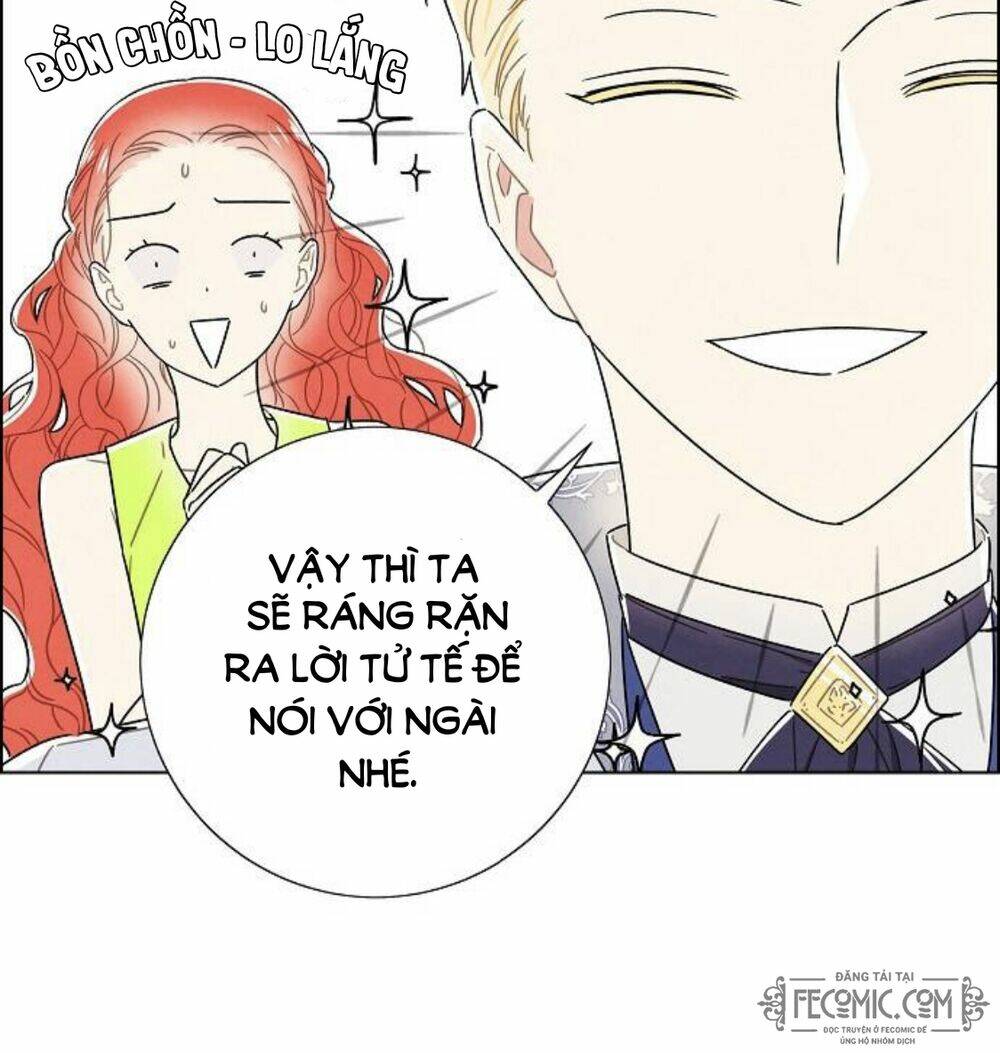 BỒN CHỒN - LO LẮNG
VẬY THÌ TA
SẼ RÁNG RẶN
RA LỜI TỬ TẾ ĐỂ
NÓI VỚI NGÀI
NHÉ.
ĐĂNG TẢI TẠI
FECOMIC.COM
ĐỌC TRUYỆN Ở FECOMIC ĐỂ
ỦNG HỘ NHÓM DỊCH